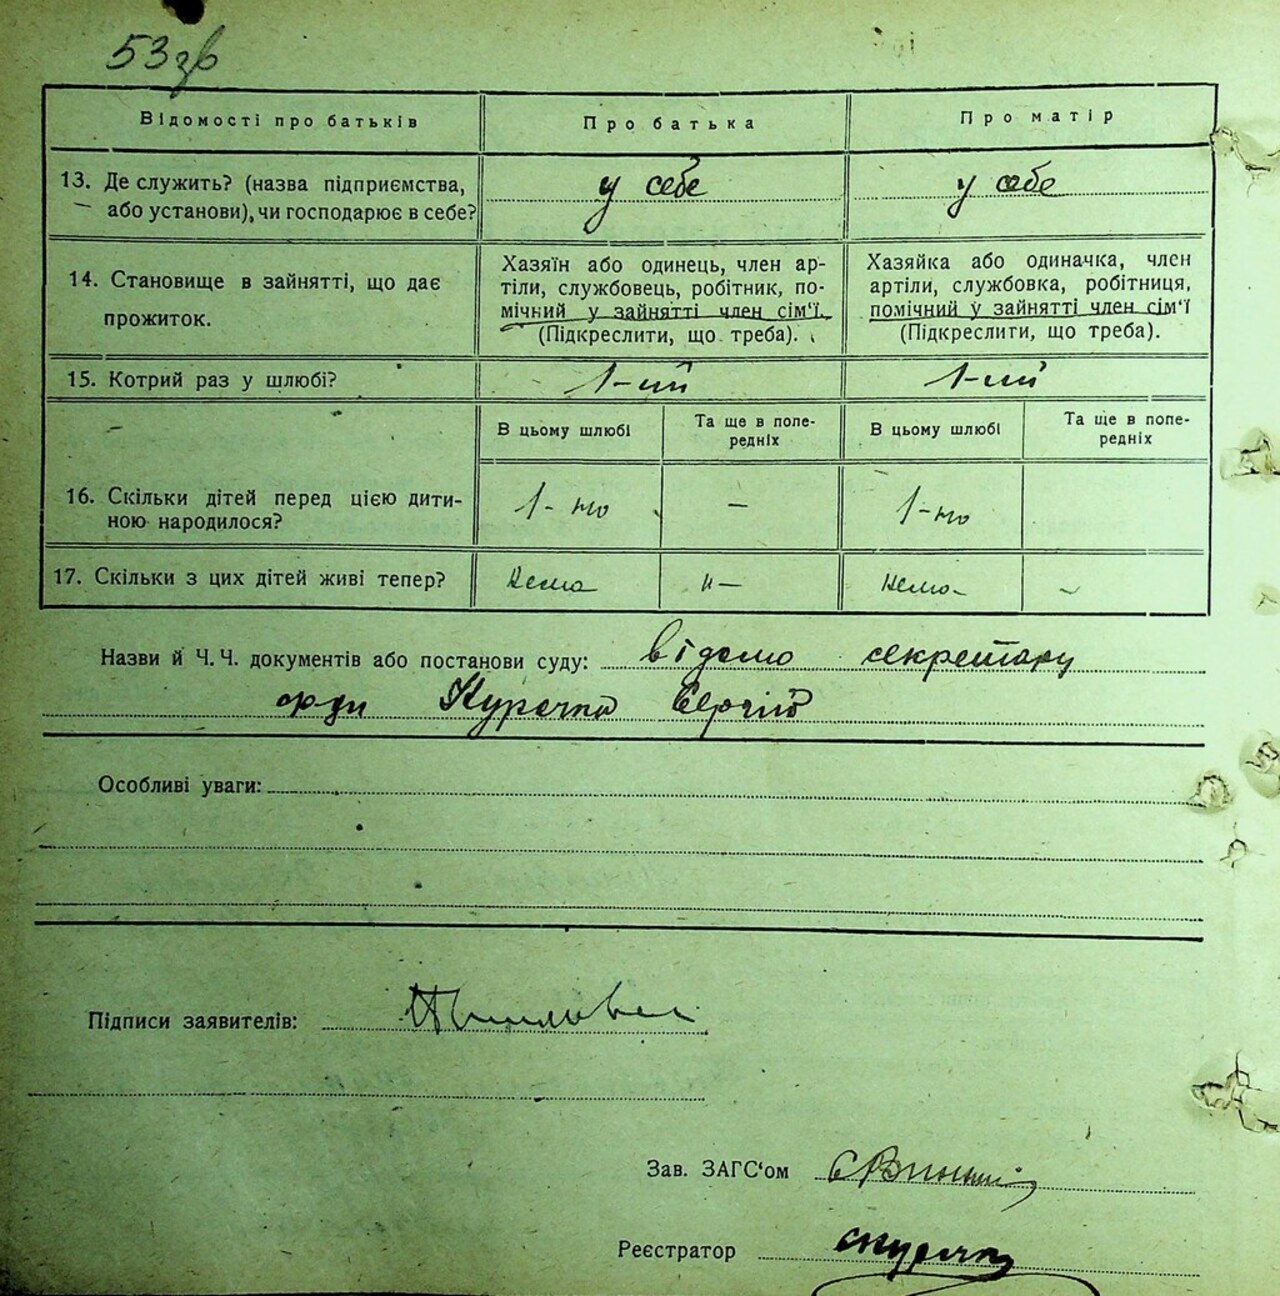 53зв
Відомості про батьків
Про батька
Про матір
13. Де служить? (назва підприємства,
або установи), чи господарює в себе?
у себе
у себе
14. Становище в зайнятті, що дає
прожиток.
Хазяїн або одинець, член ар-
тіли, службовець, робітник, по-
мічний у зайнятті член сім'ї.
(Підкреслити, що треба).
Хазяйка або одиначка, член
артіли, службовка, робітниця,
помічний у зайнятті член сім'ї
(Підкреслити, що треба).
15. Котрий раз у шлюбі?
1-ий
1-ий
В цьому шлюбі
Та ще в попе-
редніх
В цьому шлюбі
Та ще в попе-
редніх
16. Скільки дітей перед цією дити-
ною народилося?
1-но
—
1-но
17. Скільки з цих дітей живі тепер?
нема
н—
нема
Назви й Ч.Ч. документів або постанови суду: відомо секретару
Курачка Сергій
Особливі уваги:
Підписи заявителів:
Зав. ЗАГС'ом
Реєстратор